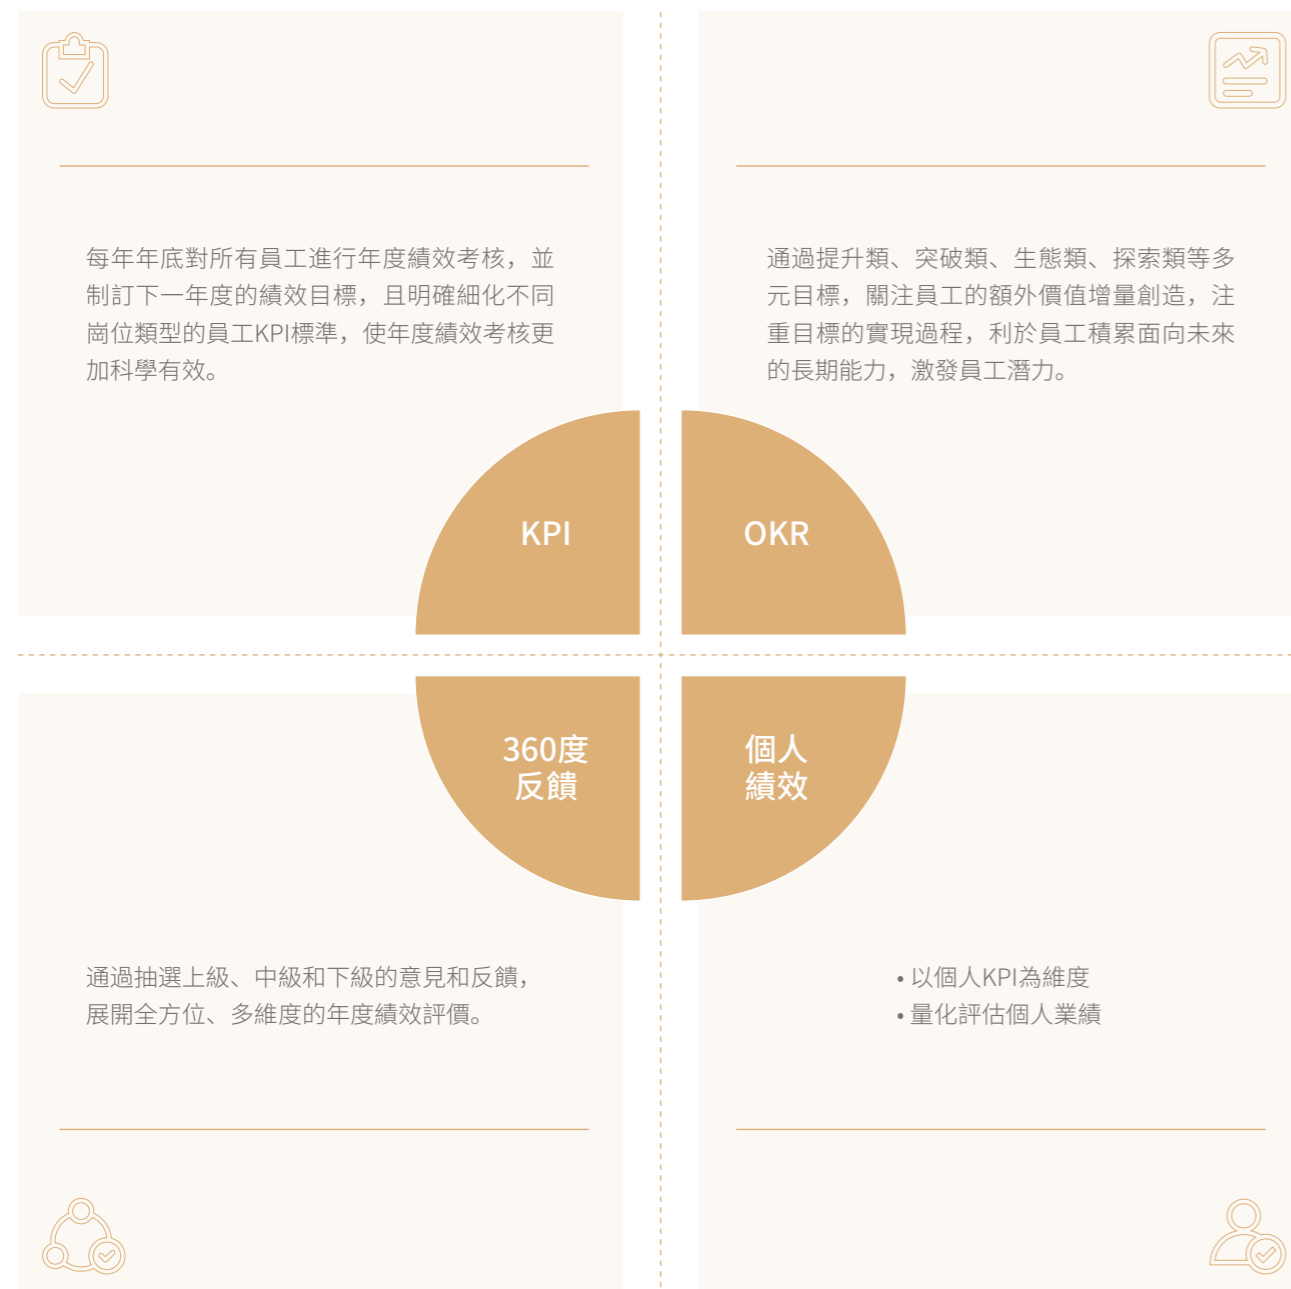 每年年底對所有員工進行年度績效考核，並
制訂下一年度的績效目標，且明確細化不同
崗位類型的員工KPI標準，使年度績效考核更
加科學有效。
通過提升類、突破類、生態類、探索類等多
元目標，關注員工的額外價值增量創造，注
重目標的實現過程，利於員工積累面向未來
的長期能力，激發員工潛力。
KPI
OKR
360度
反饋
個人
績效
通過抽選上級、中級和下級的意見和反饋，
展開全方位、多維度的年度績效評價。
• 以個人KPI為維度
• 量化評估個人業績